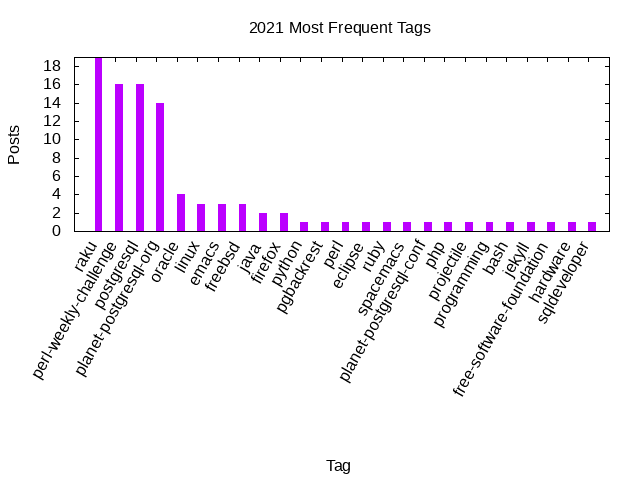 2021 Most Frequent Tags
Posts
18
16
14
12
10
8
6
4
2
0
raku
perl-weekly-challenge
postgresql
planet-postgresql-org
oracle
linux
emacs
freebsd
java
firefox
python
pgbackrest
perl
eclipse
ruby
spacemacs
planet-postgresql-conf
php
projectile
programming
bash
jekyll
free-software-foundation
hardware
sqldeveloper
Tag